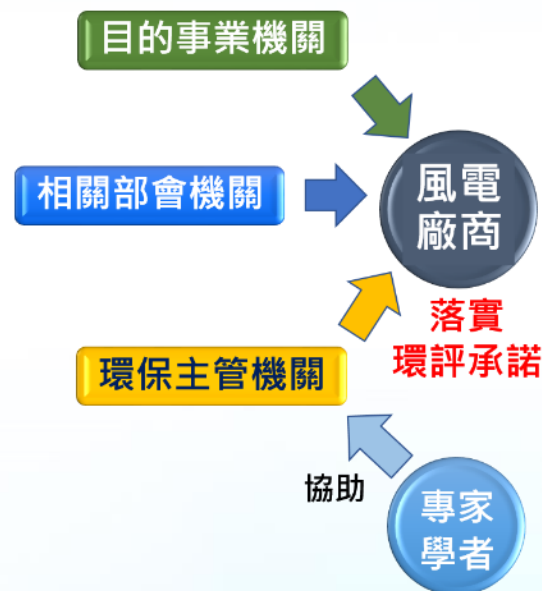 目的事業機關
相關部會機關
風電
廠商
落實
環評承諾
環保主管機關
協助
專家
學者